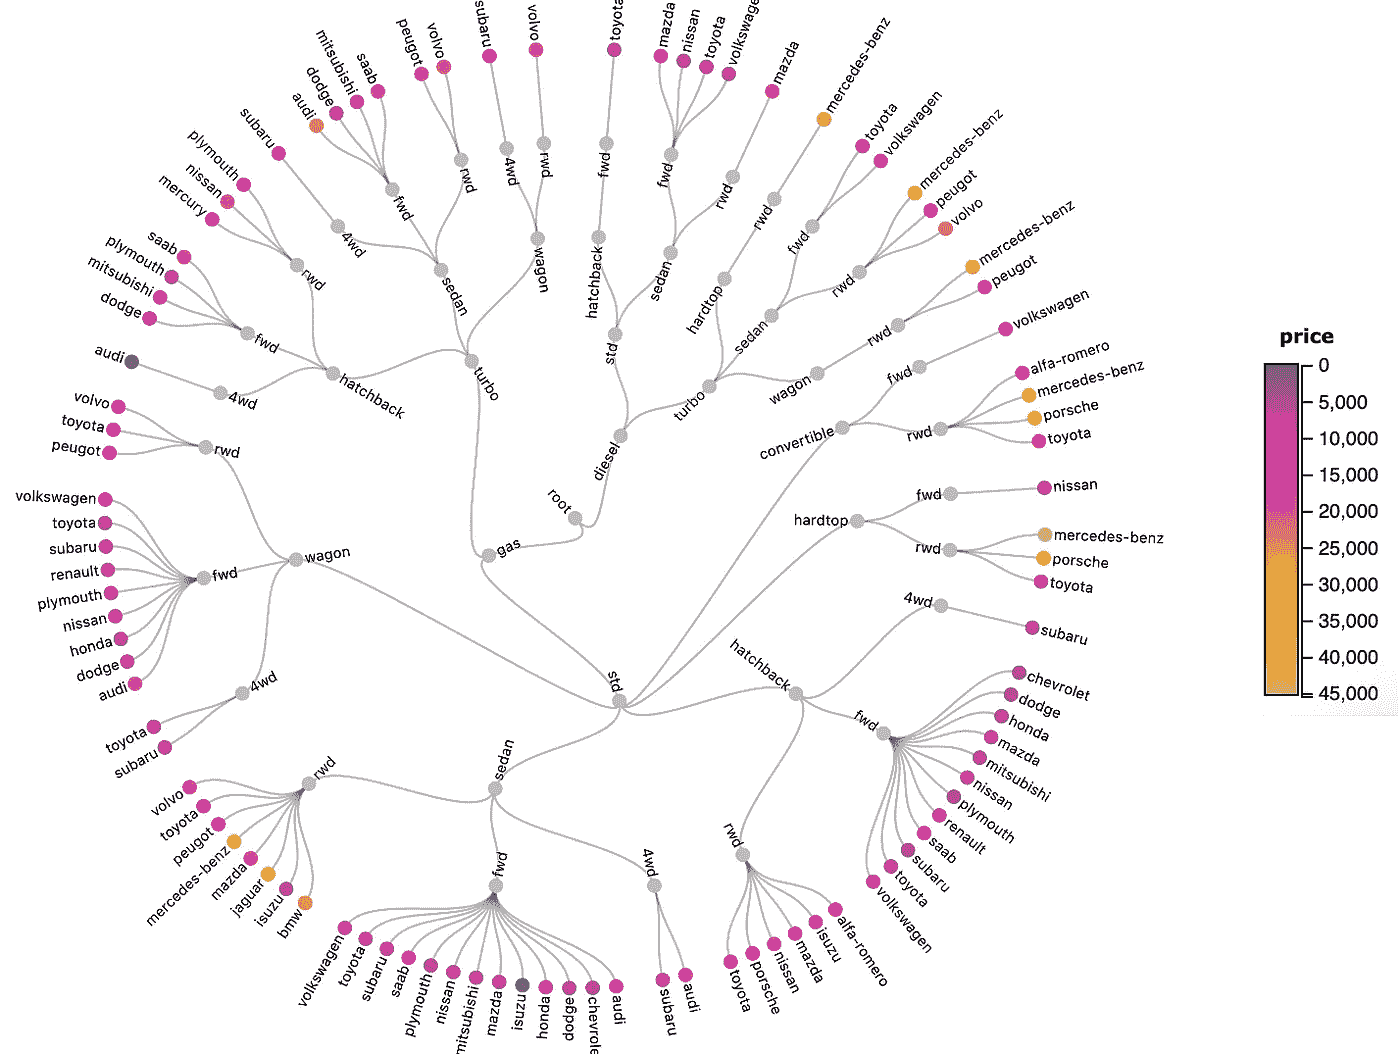 subaru
volvo
toyota
mazda
nissan
toyota
volkswage
mazda
mercedes-benz
peugot
volvo
mitsubishi
saab
dodge
audi
subaru
plymouth
nissan
mercury
saab
plymouth
mitsubishi
dodge
audi
4wd
rwd
fwd
rwd
fwd
rwd
fwd
4wd
rwd
fwd
4wd
hatchback
sedan
wagon
turbo
hatchback
sedan
std
hardtop
rwd
sedan
fwd
rwd
turbo
wagon
rwd
diesel
root
gas
toyota
volkswagen
mercedes-benz
peugot
volvo
mercedes-benz
peugot
volkswagen
fwd
alfa-romero
mercedes-benz
porsche
toyota
rwd
convertible
hardtop
fwd
nissan
rwd
mercedes-benz
porsche
toyota
4wd
subaru
hatchback
fwd
chevrolet
dodge
honda
mazda
mitsubishi
nissan
plymouth
renault
saab
subaru
toyota
volkswagen
rwd
alfa-romero
isuzu
mazda
nissan
porsche
toyota
std
sedan
4wd
audi
subaru
fwd
audi
chevrole
dodge
honda
isuzu
mazda
mitsubishi
nissan
plymouth
saab
subaru
toyota
volkswagen
rwd
bmw
isuzu
jaguar
mazda
mercedes-benz
peugot
toyota
volvo
wagon
4wd
subaru
toyota
fwd
audi
dodge
honda
nissan
plymouth
renault
subaru
toyota
volkswagen
rwd
peugot
toyota
volvo
price
0
5,000
10,000
15,000
20,000
25,000
30,000
35,000
40,000
45,000